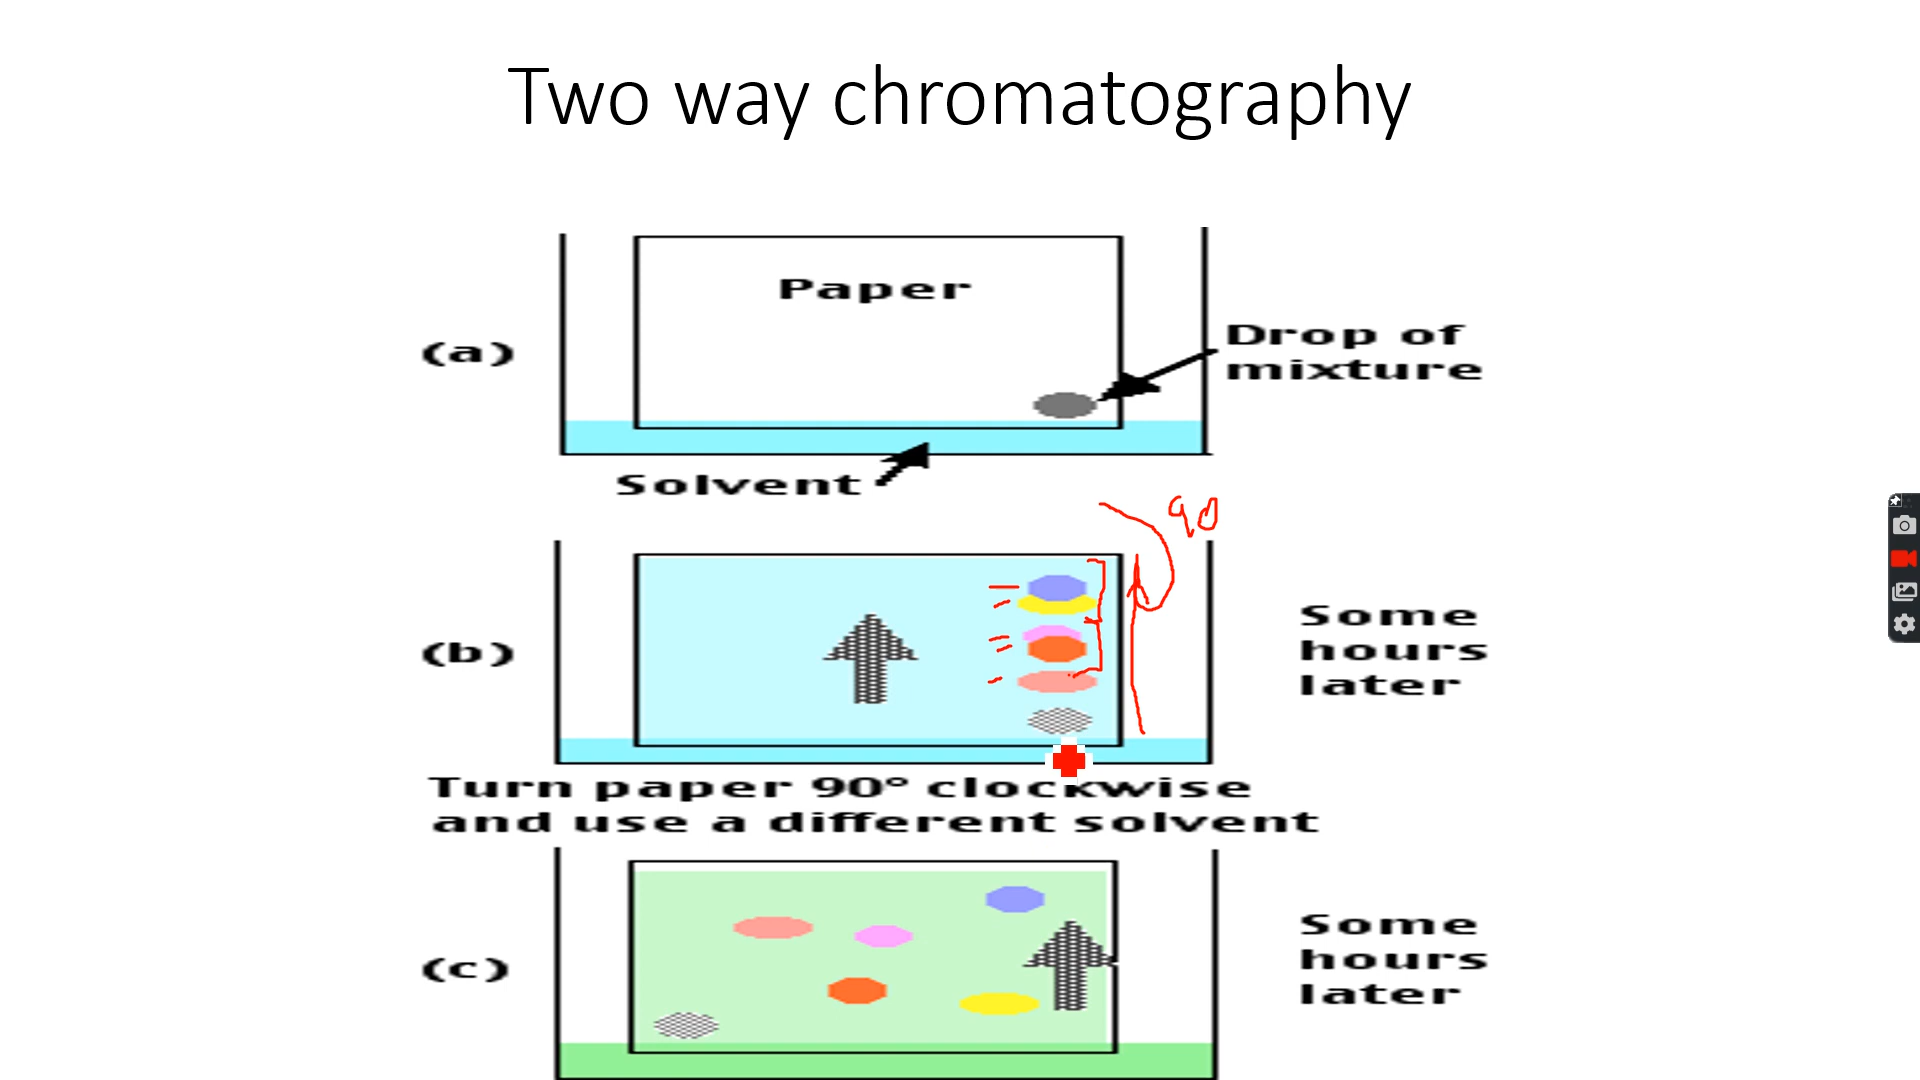 Two way chromatography
Paper
(a)
Drop of
mixture
Solvent
90
(b)
Some
hours
later
Turn paper 90° clockwise
and use a different solvent
(c)
Some
hours
later